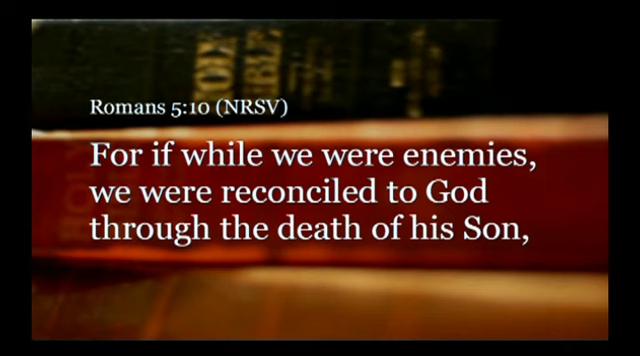 Romans 5:10 (NRSV)
For if while we were enemies,
we were reconciled to God
through the death of his Son,